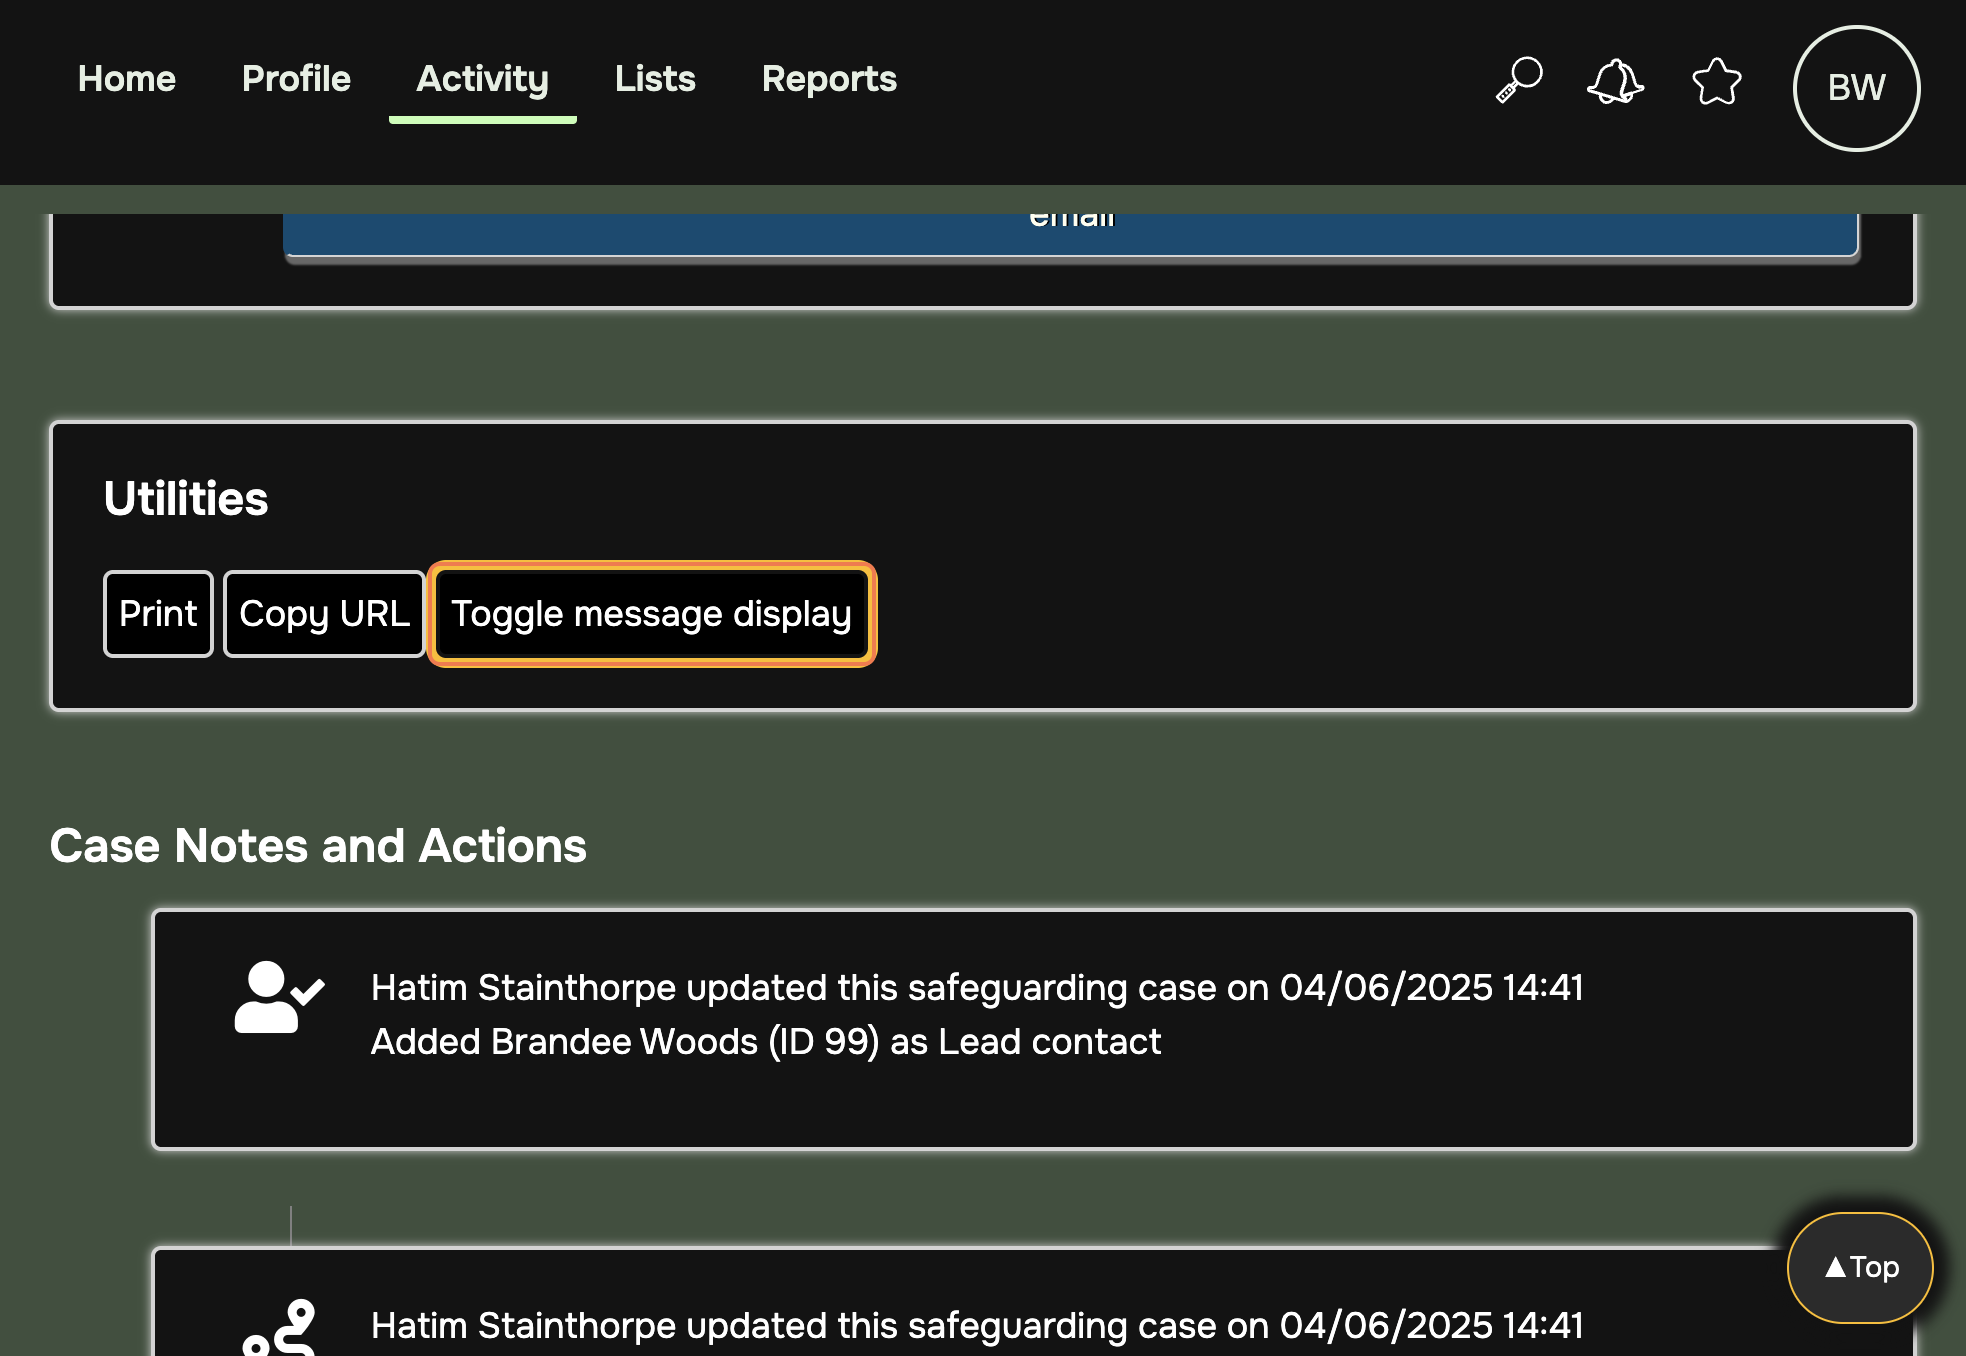 Home Profile Activity Lists Reports BW
email
Utilities
Print Copy URL Toggle message display
Case Notes and Actions
Hatim Stainthorpe updated this safeguarding case on 04/06/2025 14:41
Added Brandee Woods (ID 99) as Lead contact
▲Top
Hatim Stainthorpe updated this safeguarding case on 04/06/2025 14:41